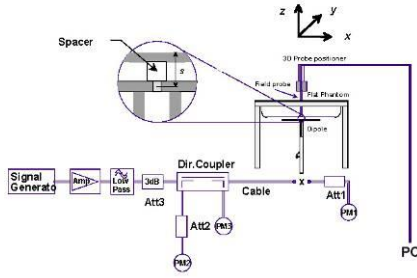 z
y
x
Spacer
s
3D Probe positioner
Field probe
Flat Phantom
Dipole
Signal
Generato
Amp
Low
Pass
3dB
Att3
Dir.Coupler
Cable
x
Att1
PM1
Att2
PM3
PM2
PC